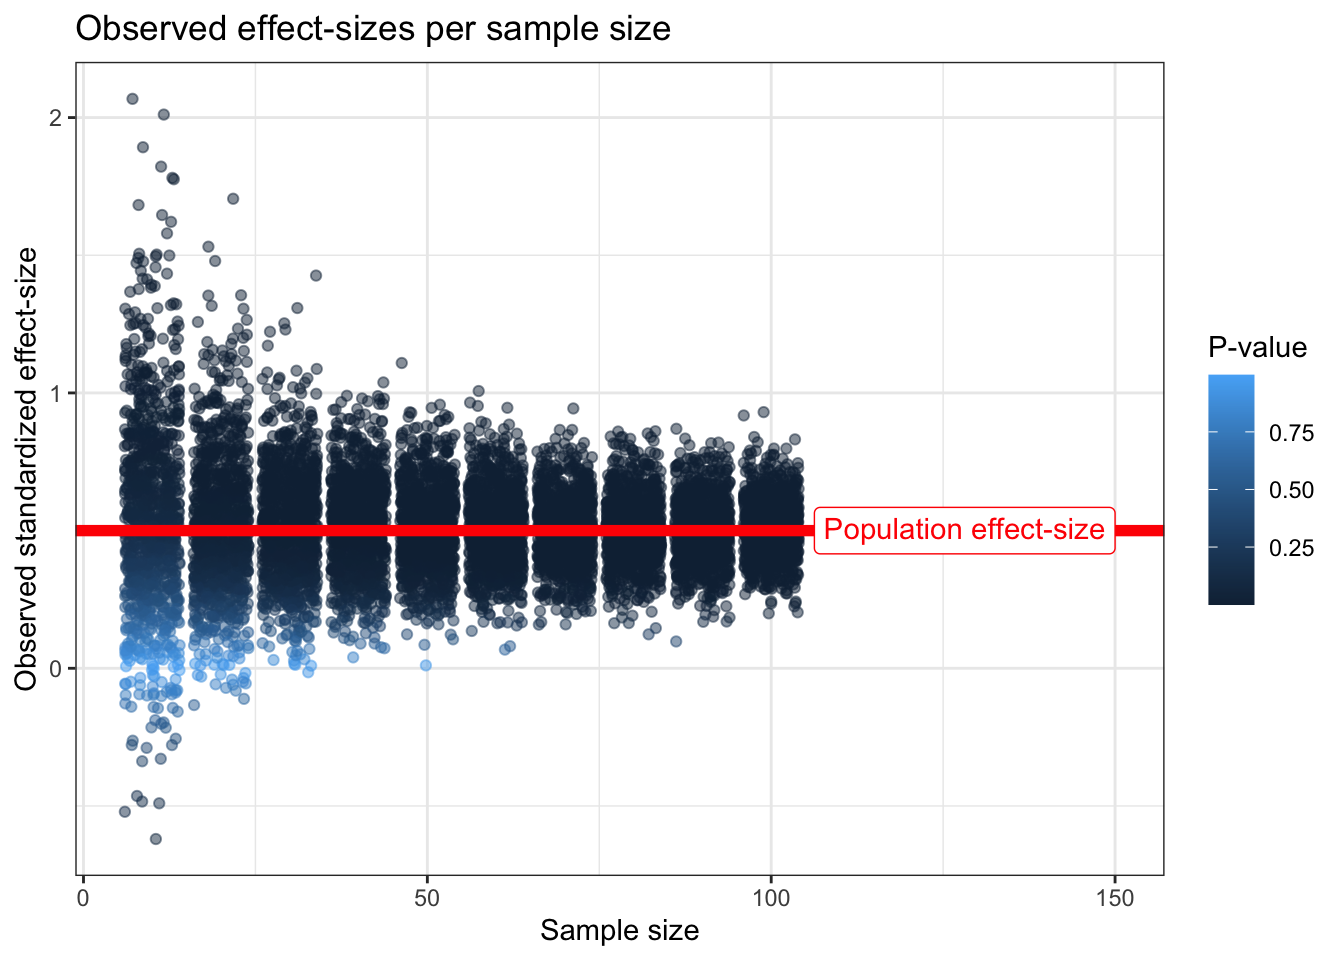 Observed effect-sizes per sample size
Observed standardized effect-size
2
1
0
Population effect-size
0
50
100
150
Sample size
P-value
0.75
0.50
0.25